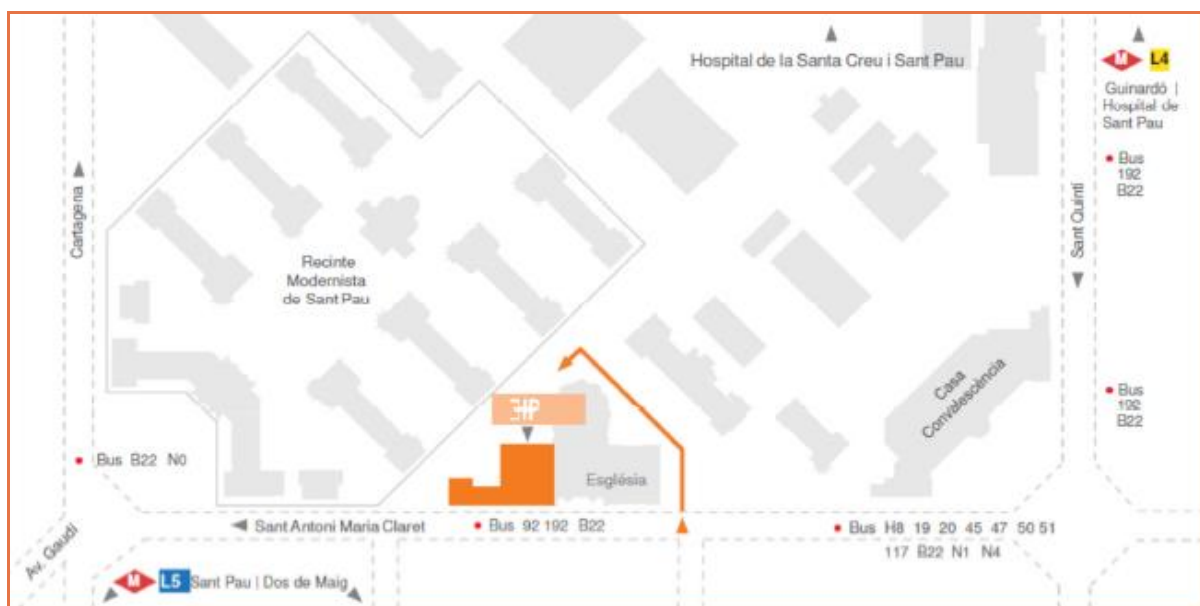 Hospital de la Santa Creu i Sant Pau
M L4
Guinardó |
Hospital de
Sant Pau
Bus
192
B22
Cartagena
Sant Quintí
Recinte
Modernista
de Sant Pau
Casa
Convalescència
Bus
192
B22
Bus B22 N0
Església
Sant Antoni Maria Claret
Bus 92 192 B22
Bus H8 19 20 45 47 50 51
117 B22 N1 N4
Av. Gaudí
M L5 Sant Pau | Dos de Maig